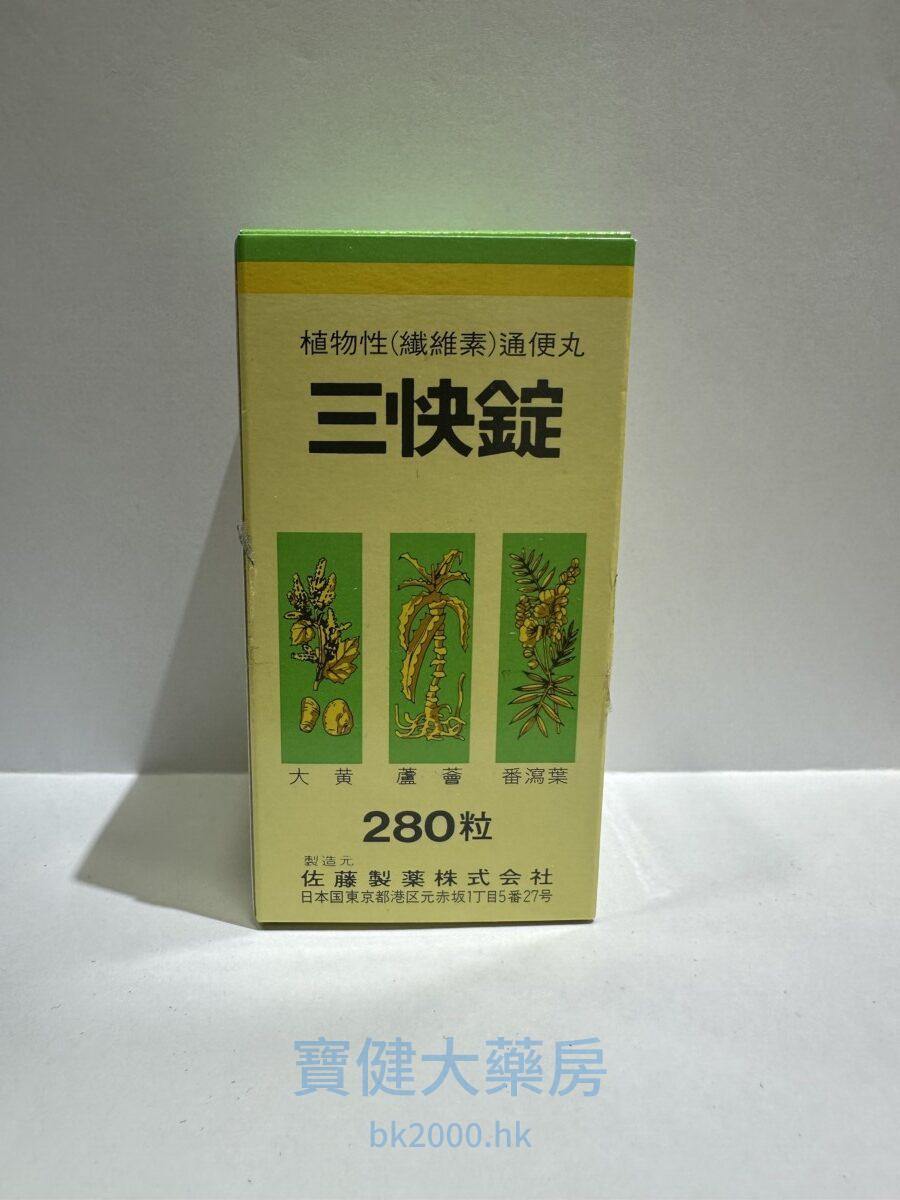 植物性(纖維素)通便丸
三快錠
大黄 蘆薈 番瀉葉
280粒
製造元
佐藤製薬株式会社
日本国東京都港区元赤坂1丁目5番27号
寶健大藥房
bk2000.hk